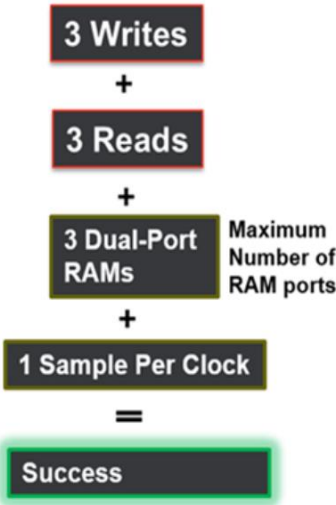 3 Writes
+
3 Reads
+
3 Dual-Port
RAMs
Maximum
Number of
RAM ports
+
1 Sample Per Clock
=
Success